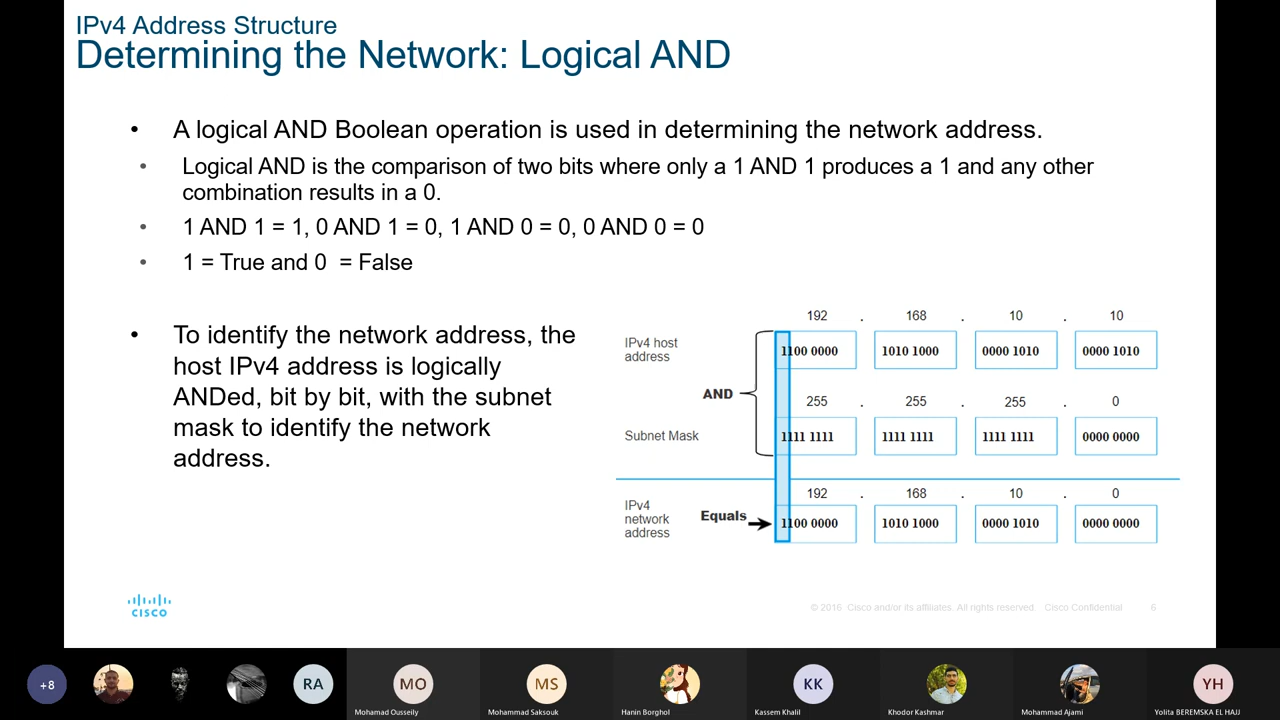 IPv4 Address Structure
Determining the Network: Logical AND
• A logical AND Boolean operation is used in determining the network address.
• Logical AND is the comparison of two bits where only a 1 AND 1 produces a 1 and any other
combination results in a 0.
• 1 AND 1 = 1, 0 AND 1 = 0, 1 AND 0 = 0, 0 AND 0 = 0
• 1 = True and 0 = False
• To identify the network address, the
host IPv4 address is logically
ANDed, bit by bit, with the subnet
mask to identify the network
address.
192 . 168 . 10 . 10
IPv4 host
address
1100 0000 1010 1000 0000 1010 0000 1010
AND
255 . 255 . 255 . 0
Subnet Mask
1111 1111 1111 1111 1111 1111 0000 0000
192 . 168 . 10 . 0
IPv4
network
address
Equals
1100 0000 1010 1000 0000 1010 0000 0000
CISCO
© 2016 Cisco and/or its affiliates. All rights reserved. Cisco Confidential 6
+8 RA MO MS KK YH
Mohamad Ousseily Mohammad Saksouk Hanin Borghol Kassem Khalil Khodor Kashmar Mohammad Ajami Yolita BEREMSKA EL HAJJ